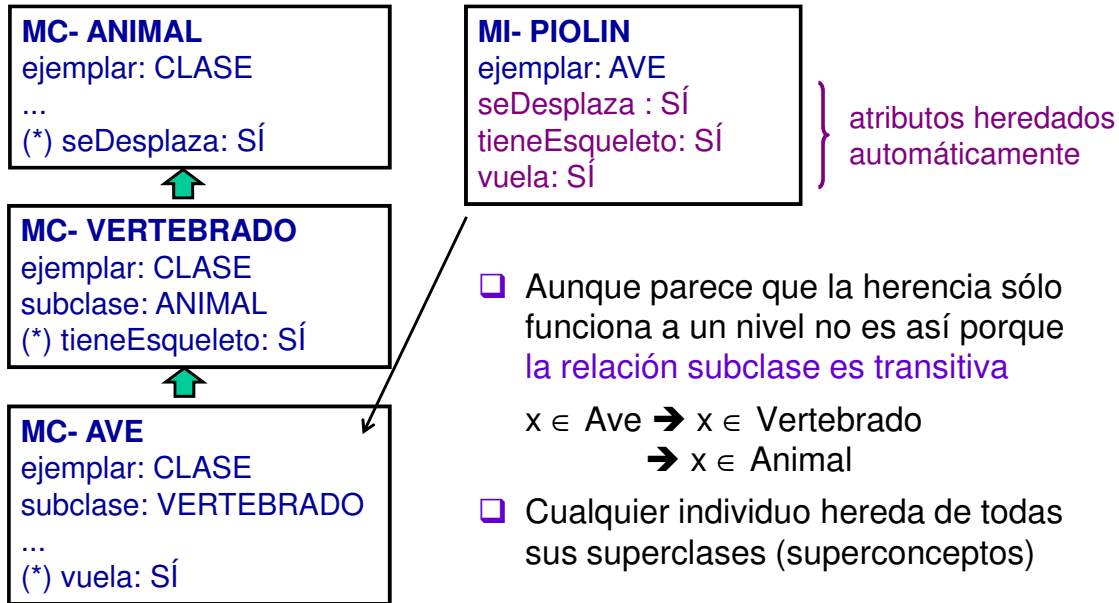 MC- ANIMAL
ejemplar: CLASE
...
(*) seDesplaza: SÍ
MC- VERTEBRADO
ejemplar: CLASE
subclase: ANIMAL
(*) tieneEsqueleto: SÍ
MC- AVE
ejemplar: CLASE
subclase: VERTEBRADO
...
(*) vuela: SÍ
MI- PIOLIN
ejemplar: AVE
seDesplaza : SÍ
tieneEsqueleto: SÍ
vuela: SÍ
atributos heredados
automáticamente
❑ Aunque parece que la herencia sólo
funciona a un nivel no es así porque
la relación subclase es transitiva
x ∈ Ave ➔ x ∈ Vertebrado
➔ x ∈ Animal
❑ Cualquier individuo hereda de todas
sus superclases (superconceptos)